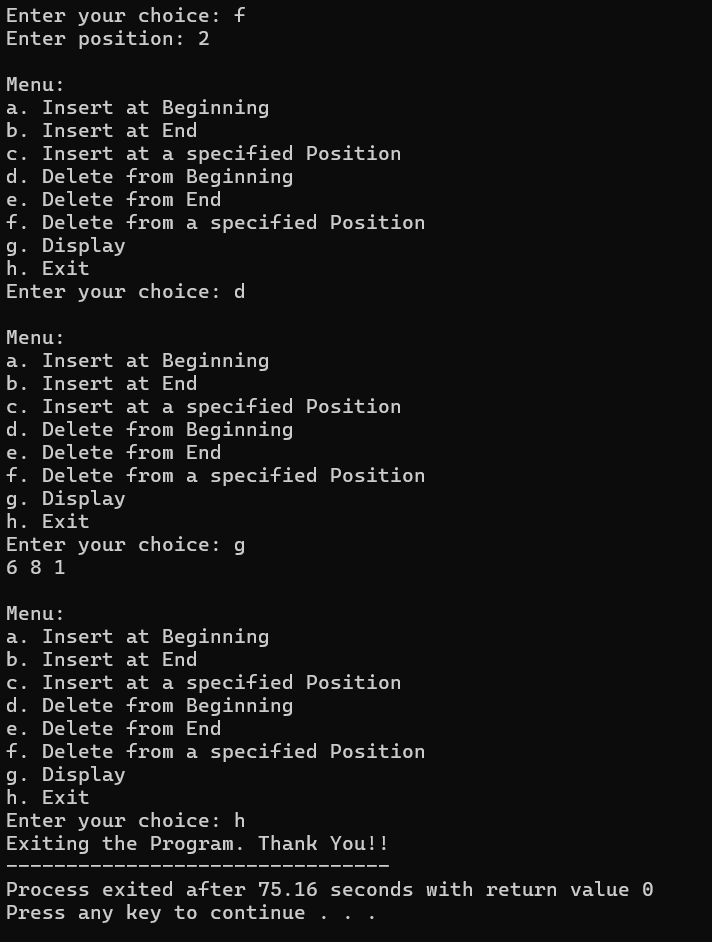 Enter your choice: f
Enter position: 2
Menu:
a. Insert at Beginning
b. Insert at End
c. Insert at a specified Position
d. Delete from Beginning
e. Delete from End
f. Delete from a specified Position
g. Display
h. Exit
Enter your choice: d
Menu:
a. Insert at Beginning
b. Insert at End
c. Insert at a specified Position
d. Delete from Beginning
e. Delete from End
f. Delete from a specified Position
g. Display
h. Exit
Enter your choice: g
6 8 1
Menu:
a. Insert at Beginning
b. Insert at End
c. Insert at a specified Position
d. Delete from Beginning
e. Delete from End
f. Delete from a specified Position
g. Display
h. Exit
Enter your choice: h
Exiting the Program. Thank You!!
--------------------------------
Process exited after 75.16 seconds with return value 0
Press any key to continue . . .